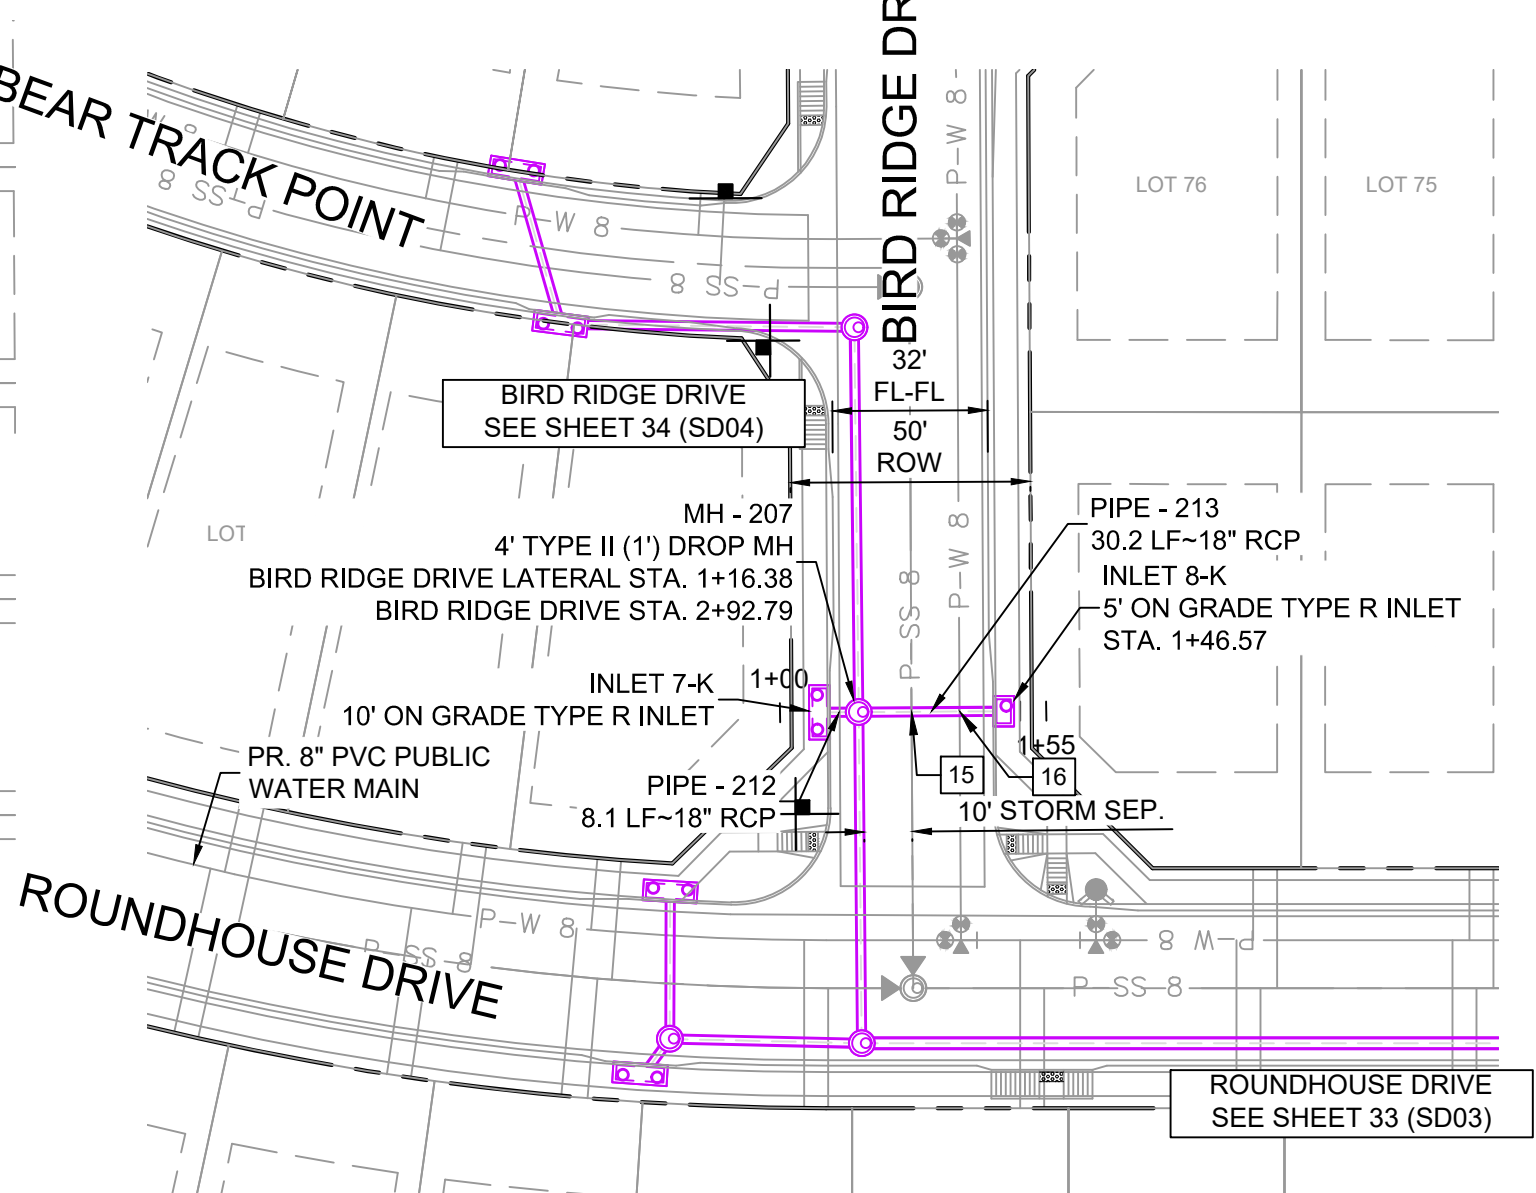 BEAR TRACK POINT
BIRD RIDGE DR
P-W 8
P-SS 8
P-W 8
P-SS 8
P-W 8-
LOT 76
LOT 75
32'
FL-FL
50'
ROW
BIRD RIDGE DRIVE
SEE SHEET 34 (SD04)
MH - 207
4' TYPE II (1') DROP MH
BIRD RIDGE DRIVE LATERAL STA. 1+16.38
BIRD RIDGE DRIVE STA. 2+92.79
PIPE - 213
30.2 LF~18" RCP
INLET 8-K
5' ON GRADE TYPE R INLET
STA. 1+46.57
LOT
P-SS 8
P-W 8
INLET 7-K
10' ON GRADE TYPE R INLET
1+00
1+55
PR. 8" PVC PUBLIC
WATER MAIN
PIPE - 212
8.1 LF~18" RCP
15
16
10' STORM SEP.
ROUNDHOUSE DRIVE
P-W 8
P-SS 8
P-W 8
P-SS 8
ROUNDHOUSE DRIVE
SEE SHEET 33 (SD03)